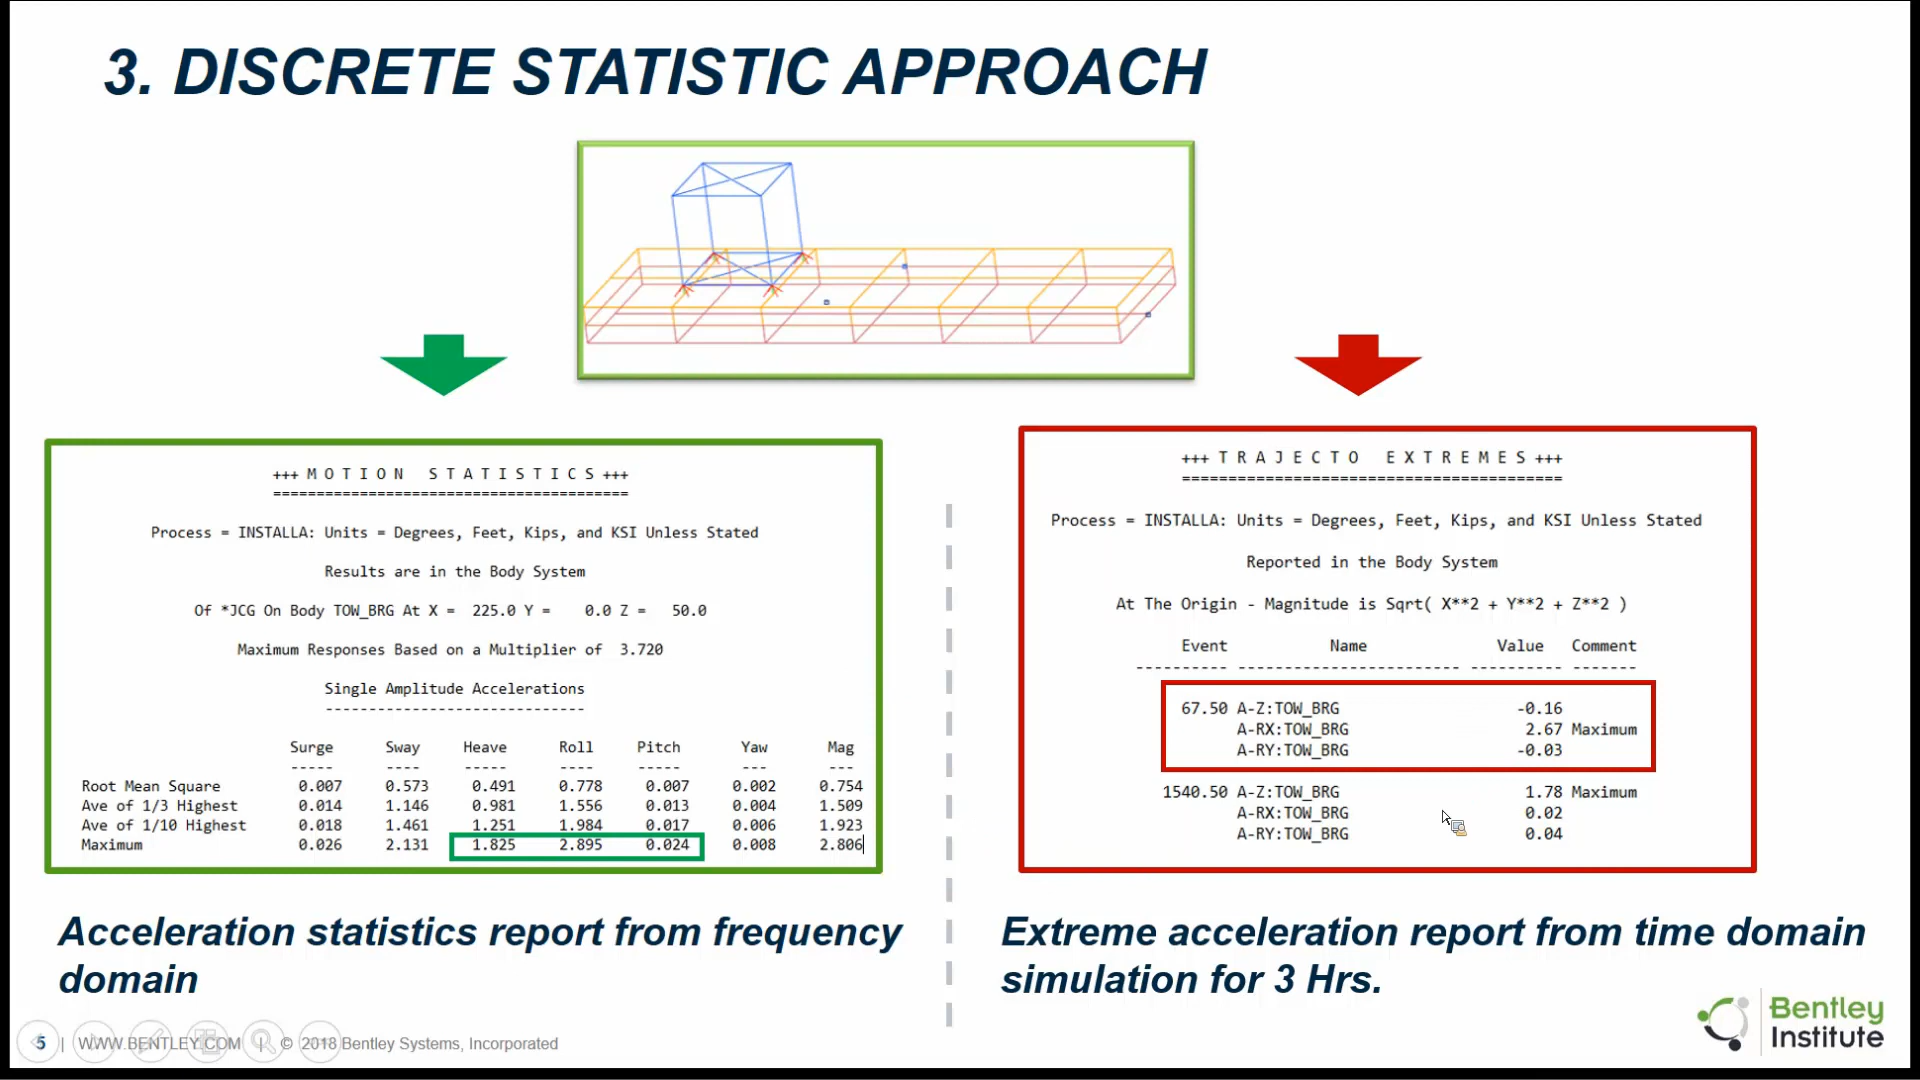 3. DISCRETE STATISTIC APPROACH
+++ M O T I O N   S T A T I S T I C S +++
=======================================
Process = INSTALLA: Units = Degrees, Feet, Kips, and KSI Unless Stated
Results are in the Body System
Of *JCG On Body TOW_BRG At X =  225.0 Y =    0.0 Z =   50.0
Maximum Responses Based on a Multiplier of  3.720
Single Amplitude Accelerations
----------------------------
Surge Sway Heave Roll Pitch Yaw Mag
----- ---- ----- ---- ----- --- ---
Root Mean Square 0.007 0.573 0.491 0.778 0.007 0.002 0.754
Ave of 1/3 Highest 0.014 1.146 0.981 1.556 0.013 0.004 1.509
Ave of 1/10 Highest 0.018 1.461 1.251 1.984 0.017 0.006 1.923
Maximum 0.026 2.131 1.825 2.895 0.024 0.008 2.806
Acceleration statistics report from frequency
domain
+++ T R A J E C T O   E X T R E M E S +++
=========================================
Process = INSTALLA: Units = Degrees, Feet, Kips, and KSI Unless Stated
Reported in the Body System
At The Origin - Magnitude is Sqrt( X**2 + Y**2 + Z**2 )
Event Name Value Comment
---------- ------------------------ ---------- -------
67.50 A-Z:TOW_BRG -0.16
A-RX:TOW_BRG 2.67 Maximum
A-RY:TOW_BRG -0.03
1540.50 A-Z:TOW_BRG 1.78 Maximum
A-RX:TOW_BRG 0.02
A-RY:TOW_BRG 0.04
Extreme acceleration report from time domain
simulation for 3 Hrs.
5 | WWW.BENTLEY.COM | © 2018 Bentley Systems, Incorporated
Bentley
Institute